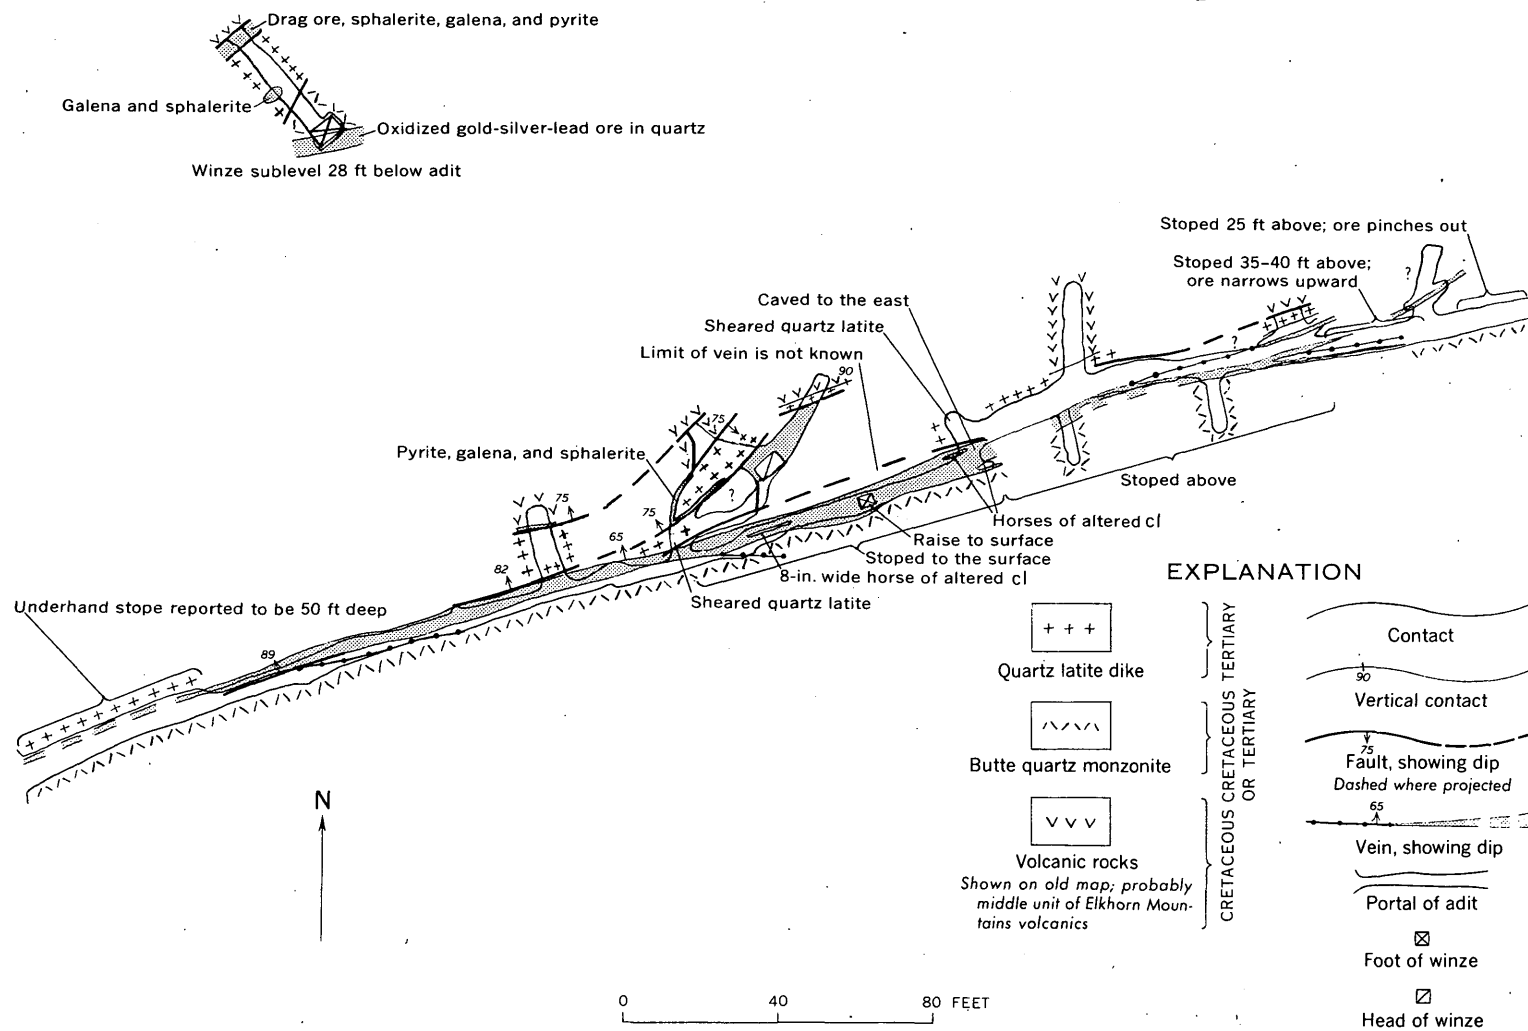 Drag ore, sphalerite, galena, and pyrite
Galena and sphalerite
Oxidized gold-silver-lead ore in quartz
Winze sublevel 28 ft below adit
Stoped 25 ft above; ore pinches out
Stoped 35-40 ft above;
ore narrows upward
?
?
Caved to the east
Sheared quartz latite
Limit of vein is not known
90
75
Pyrite, galena, and sphalerite
?
Stoped above
75
75
65
82
Horses of altered cl
Raise to surface
Stoped to the surface
8-in. wide horse of altered cl
Sheared quartz latite
Underhand stope reported to be 50 ft deep
89
N
EXPLANATION
Quartz latite dike
TERTIARY
Butte quartz monzonite
CRETACEOUS
OR TERTIARY
Volcanic rocks
Shown on old map; probably
middle unit of Elkhorn Moun-
tains volcanics
CRETACEOUS
Contact
90
Vertical contact
75
Fault, showing dip
Dashed where projected
65
Vein, showing dip
Portal of adit
Foot of winze
Head of winze
0 40 80 FEET